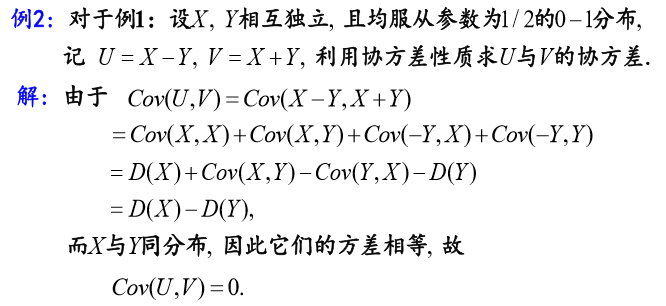 例2：对于例1：设X, Y相互独立, 且均服从参数为1/2的0−1分布,
记 U = X −Y, V = X +Y, 利用协方差性质求U与V的协方差.
解：由于 Cov(U,V) = Cov(X −Y, X +Y)
= Cov(X, X)+Cov(X,Y)+Cov(−Y, X)+Cov(−Y,Y)
= D(X)+Cov(X,Y)−Cov(Y, X)−D(Y)
= D(X)−D(Y),
而X与Y同分布, 因此它们的方差相等, 故
Cov(U,V) = 0.